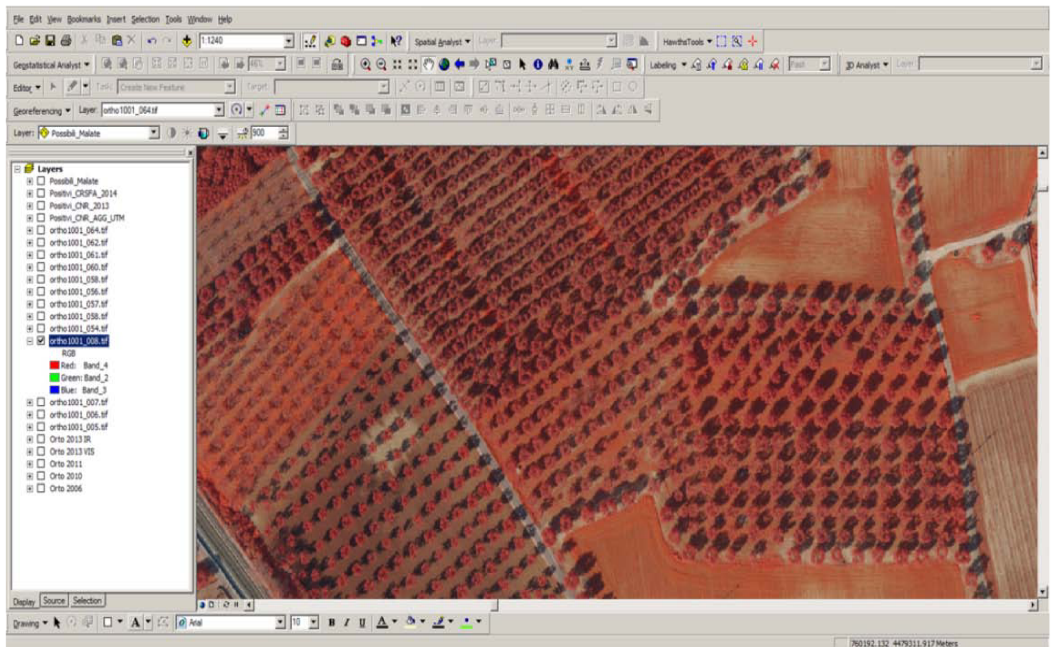 File Edit View Bookmarks Insert Selection Tools Window Help
1:1240 Spatial Analyst Layer: HawthsTools
Geostatistical Analyst Labeling Fast 3D Analyst Layer:
Editor Task: Create New Feature Target:
Georeferencing Layer: ortho1001_064.tif
Layer: Possibili_Malate 900
Layers
Possibili_Malate
Positivi_CRSFA_2014
Positivi_CNR_2013
Positivi_CNR_AGG_UTM
ortho1001_064.tif
ortho1001_062.tif
ortho1001_061.tif
ortho1001_060.tif
ortho1001_058.tif
ortho1001_056.tif
ortho1001_057.tif
ortho1001_058.tif
ortho1001_054.tif
ortho1001_008.tif
RGB
Red: Band_4
Green: Band_2
Blue: Band_3
ortho1001_007.tif
ortho1001_006.tif
ortho1001_005.tif
Orto 2013 IR
Orto 2013 VIS
Orto 2011
Orto 2010
Orto 2006
Display Source Selection
Drawing A Arial 10 B I U A
760192.132 4479311.917 Meters